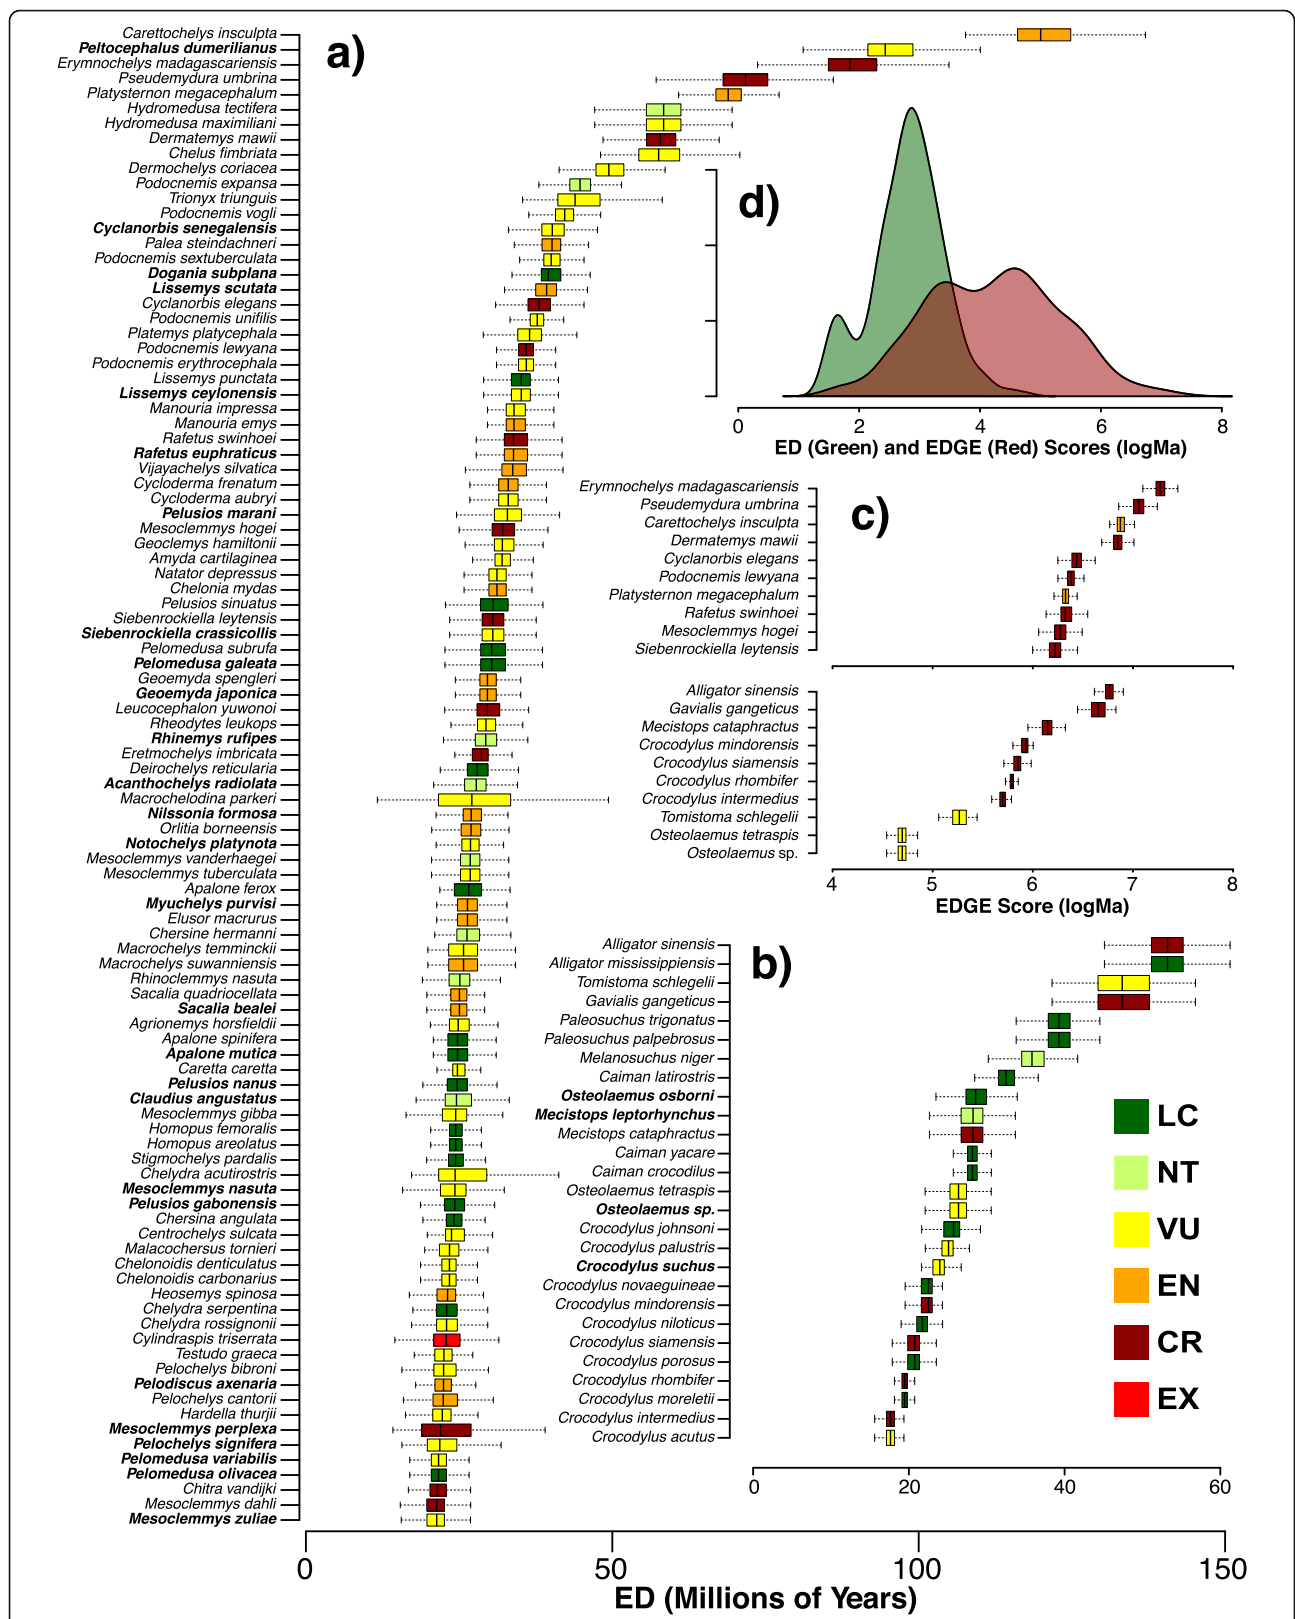 a)
Carettochelys insculpta
Peltocephalus dumerilianus
Erymnochelys madagascariensis
Pseudemydura umbrina
Platysternon megacephalum
Hydromedusa tectifera
Hydromedusa maximiliani
Dermatemys mawii
Chelus fimbriata
Dermochelys coriacea
Podocnemis expansa
Trionyx triunguis
Podocnemis vogli
Cyclanorbis senegalensis
Palea steindachneri
Podocnemis sextuberculata
Dogania subplana
Lissemys scutata
Cyclanorbis elegans
Podocnemis unifilis
Platemys platycephala
Podocnemis lewyana
Podocnemis erythrocephala
Lissemys punctata
Lissemys ceylonensis
Manouria impressa
Manouria emys
Rafetus swinhoei
Rafetus euphraticus
Vijayachelys silvatica
Cycloderma frenatum
Cycloderma aubryi
Pelusios marani
Mesoclemmys hogei
Geoclemys hamiltonii
Amyda cartilaginea
Natator depressus
Chelonia mydas
Pelusios sinuatus
Siebenrockiella leytensis
Siebenrockiella crassicollis
Pelomedusa subrufa
Pelomedusa galeata
Geoemyda spengleri
Geoemyda japonica
Leucocephalon yuwonoi
Rheodytes leukops
Rhinemys rufipes
Eretmochelys imbricata
Deirochelys reticularia
Acanthochelys radiolata
Macrochelodina parkeri
Nilssonia formosa
Orlitia borneensis
Notochelys platynota
Mesoclemmys vanderhaegei
Mesoclemmys tuberculata
Apalone ferox
Myuchelys purvisi
Elusor macrurus
Chersine hermanni
Macrochelys temminckii
Macrochelys suwanniensis
Rhinoclemmys nasuta
Sacalia quadriocellata
Sacalia bealei
Agrionemys horsfieldii
Apalone spinifera
Apalone mutica
Caretta caretta
Pelusios nanus
Claudius angustatus
Mesoclemmys gibba
Homopus femoralis
Homopus areolatus
Stigmochelys pardalis
Chelydra acutirostris
Mesoclemmys nasuta
Pelusios gabonensis
Chersina angulata
Centrochelys sulcata
Malacochersus tornieri
Chelonoidis denticulatus
Chelonoidis carbonarius
Heosemys spinosa
Chelydra serpentina
Chelydra rossignonii
Cylindraspis triserrata
Testudo graeca
Pelochelys bibroni
Pelodiscus axenaria
Pelochelys cantorii
Hardella thurjii
Mesoclemmys perplexa
Pelochelys signifera
Pelomedusa variabilis
Pelomedusa olivacea
Chitra vandijki
Mesoclemmys dahli
Mesoclemmys zuliae
0 50 100 150
ED (Millions of Years)
d)
0 2 4 6 8
ED (Green) and EDGE (Red) Scores (logMa)
c)
Erymnochelys madagascariensis
Pseudemydura umbrina
Carettochelys insculpta
Dermatemys mawii
Cyclanorbis elegans
Podocnemis lewyana
Platysternon megacephalum
Rafetus swinhoei
Mesoclemmys hogei
Siebenrockiella leytensis
Alligator sinensis
Gavialis gangeticus
Mecistops cataphractus
Crocodylus mindorensis
Crocodylus siamensis
Crocodylus rhombifer
Crocodylus intermedius
Tomistoma schlegelii
Osteolaemus tetraspis
Osteolaemus sp.
4 5 6 7 8
EDGE Score (logMa)
b)
Alligator sinensis
Alligator mississippiensis
Tomistoma schlegelii
Gavialis gangeticus
Paleosuchus trigonatus
Paleosuchus palpebrosus
Melanosuchus niger
Caiman latirostris
Osteolaemus osborni
Mecistops leptorhynchus
Mecistops cataphractus
Caiman yacare
Caiman crocodilus
Osteolaemus tetraspis
Osteolaemus sp.
Crocodylus johnsoni
Crocodylus palustris
Crocodylus suchus
Crocodylus novaeguineae
Crocodylus mindorensis
Crocodylus niloticus
Crocodylus siamensis
Crocodylus porosus
Crocodylus rhombifer
Crocodylus moreletii
Crocodylus intermedius
Crocodylus acutus
0 20 40 60
LC
NT
VU
EN
CR
EX